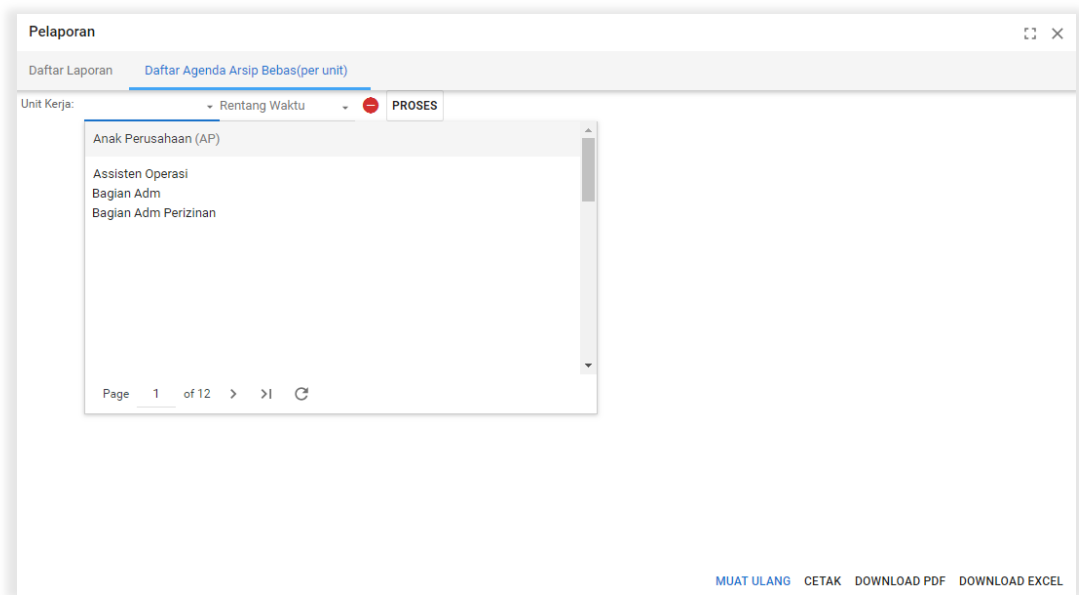 Pelaporan
Daftar Laporan Daftar Agenda Arsip Bebas(per unit)
Unit Kerja: Rentang Waktu PROSES
Anak Perusahaan (AP)
Assisten Operasi
Bagian Adm
Bagian Adm Perizinan
Page 1 of 12
MUAT ULANG CETAK DOWNLOAD PDF DOWNLOAD EXCEL